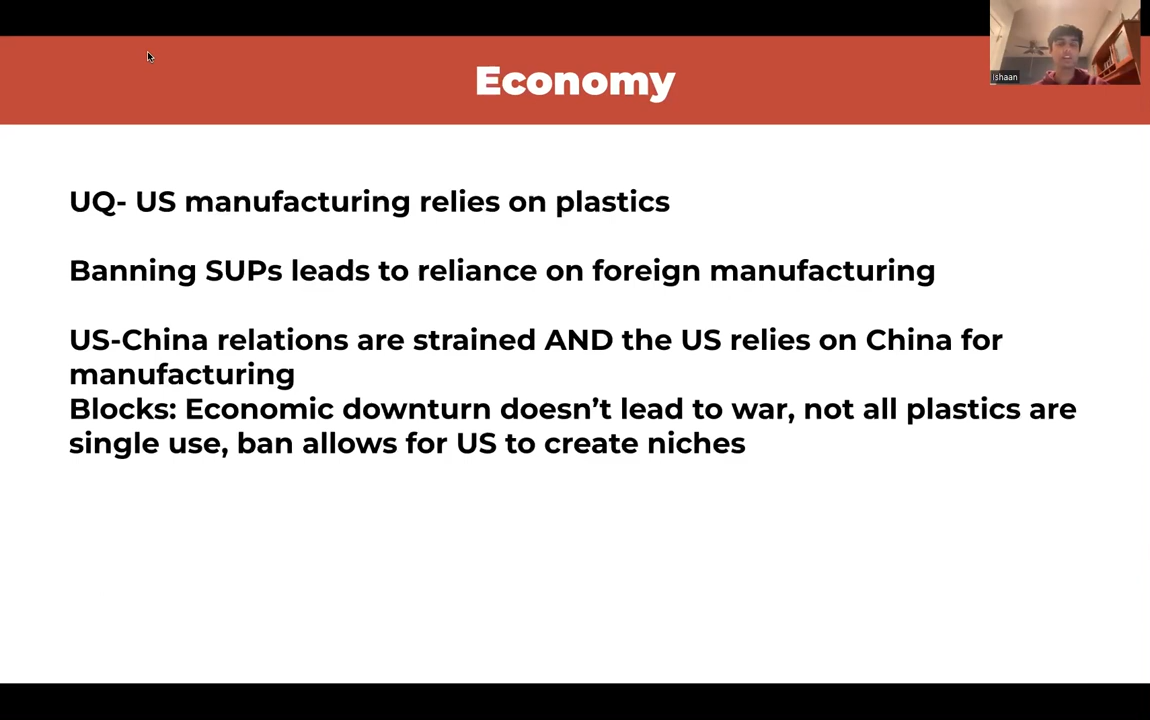 Economy
ishaan
UQ- US manufacturing relies on plastics
Banning SUPs leads to reliance on foreign manufacturing
US-China relations are strained AND the US relies on China for
manufacturing
Blocks: Economic downturn doesn’t lead to war, not all plastics are
single use, ban allows for US to create niches